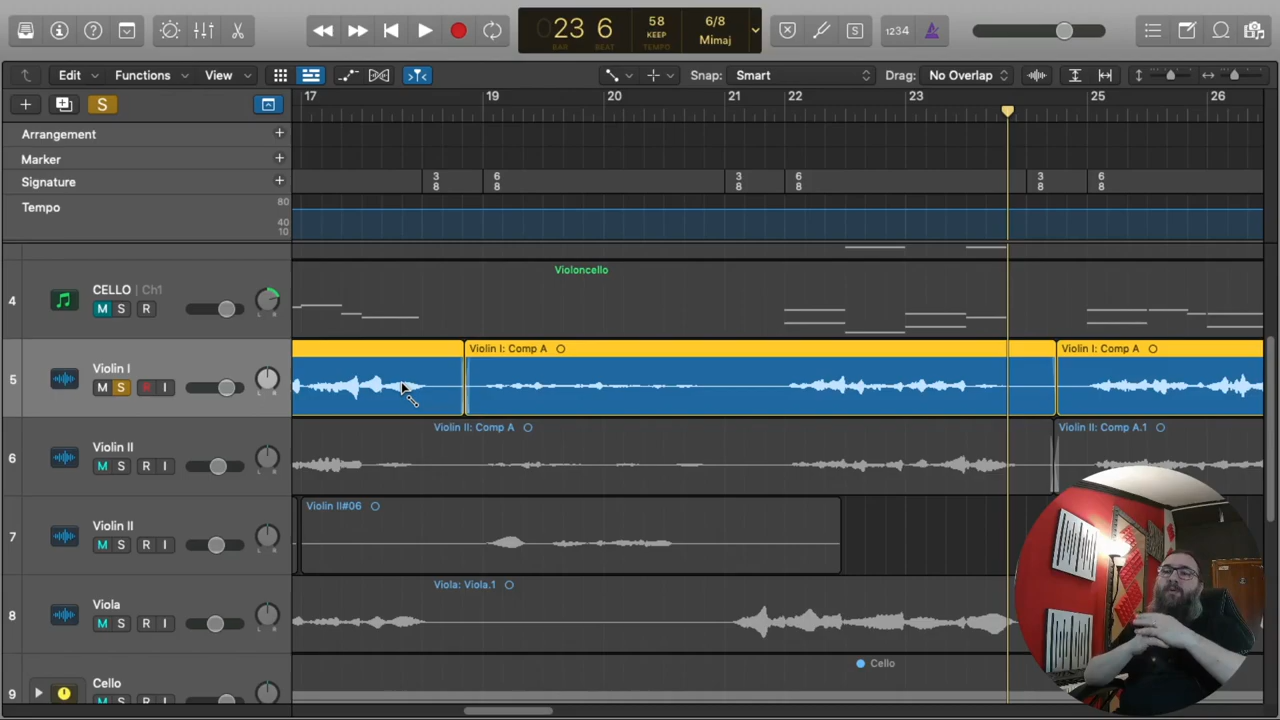 23 6
BAR BEAT
58
KEEP
TEMPO
6/8
Mimaj
S
1234
Edit Functions View Snap: Smart Drag: No Overlap
S
17 19 20 21 22 23 25 26
Arrangement
Marker
Signature
3
8
6
8
3
8
6
8
3
8
6
8
Tempo
80
40
10
4
CELLO | Ch1
M S R
L R
Violoncello
5
Violin I
M S R I
L R
Violin I: Comp A
Violin I: Comp A
6
Violin II
M S R I
L R
Violin II: Comp A
Violin II: Comp A.1
7
Violin II
M S R I
L R
Violin II#06
8
Viola
M S R I
L R
Viola: Viola.1
9
Cello
M S R I
Cello